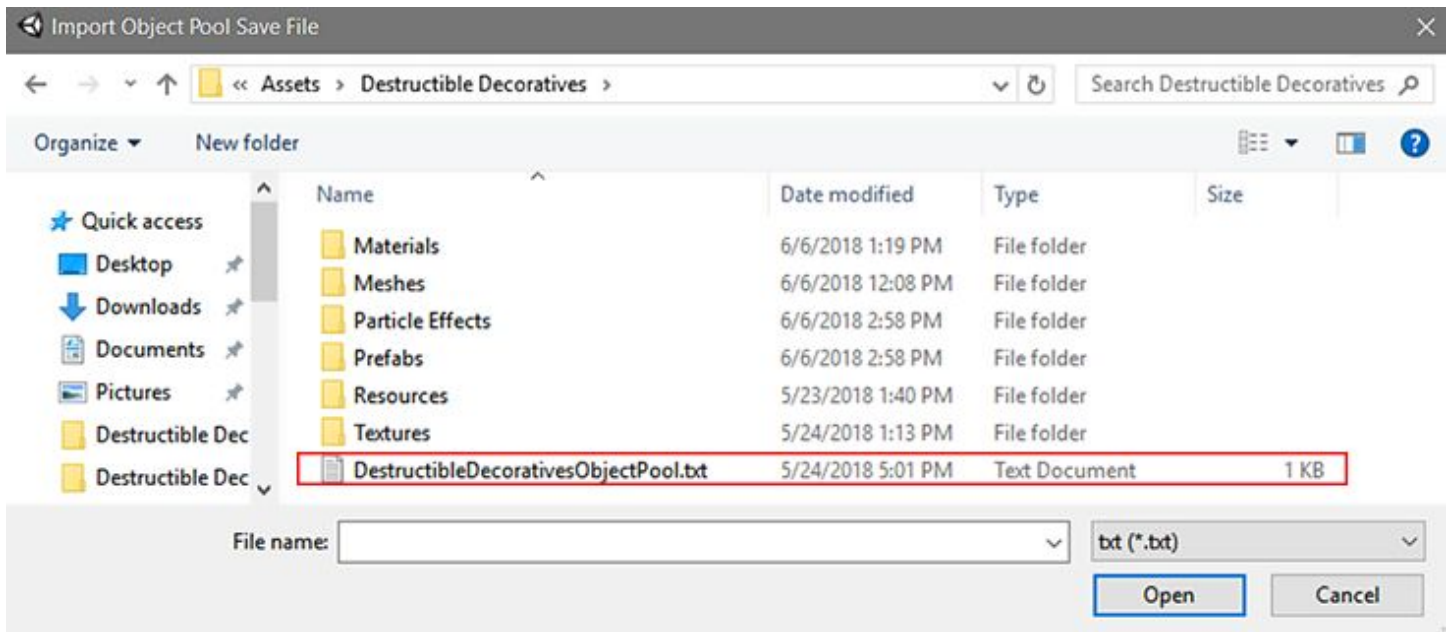 Import Object Pool Save File
« Assets › Destructible Decoratives ›
Search Destructible Decoratives
Organize
New folder
Name Date modified Type Size
Quick access
Desktop
Downloads
Documents
Pictures
Destructible Dec
Destructible Dec
Materials 6/6/2018 1:19 PM File folder
Meshes 6/6/2018 12:08 PM File folder
Particle Effects 6/6/2018 2:58 PM File folder
Prefabs 6/6/2018 2:58 PM File folder
Resources 5/23/2018 1:40 PM File folder
Textures 5/24/2018 1:13 PM File folder
DestructibleDecorativesObjectPool.txt 5/24/2018 5:01 PM Text Document 1 KB
File name:
txt (*.txt)
Open
Cancel